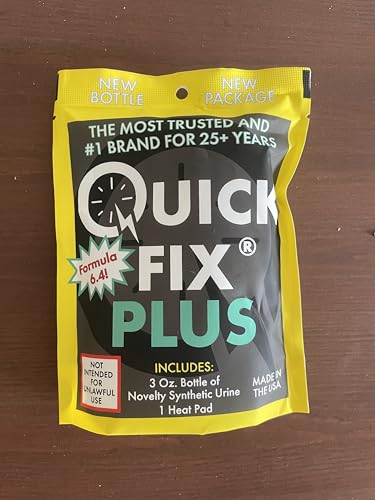 NEW NEW
BOTTLE PACKAGE
THE MOST TRUSTED AND
#1 BRAND FOR 25+ YEARS
QUICK
FIX®
PLUS
Formula
6.4!
INCLUDES:
3 Oz. Bottle of
Novelty Synthetic Urine
1 Heat Pad
NOT
INTENDED
FOR
UNLAWFUL
USE
MADE IN
THE USA